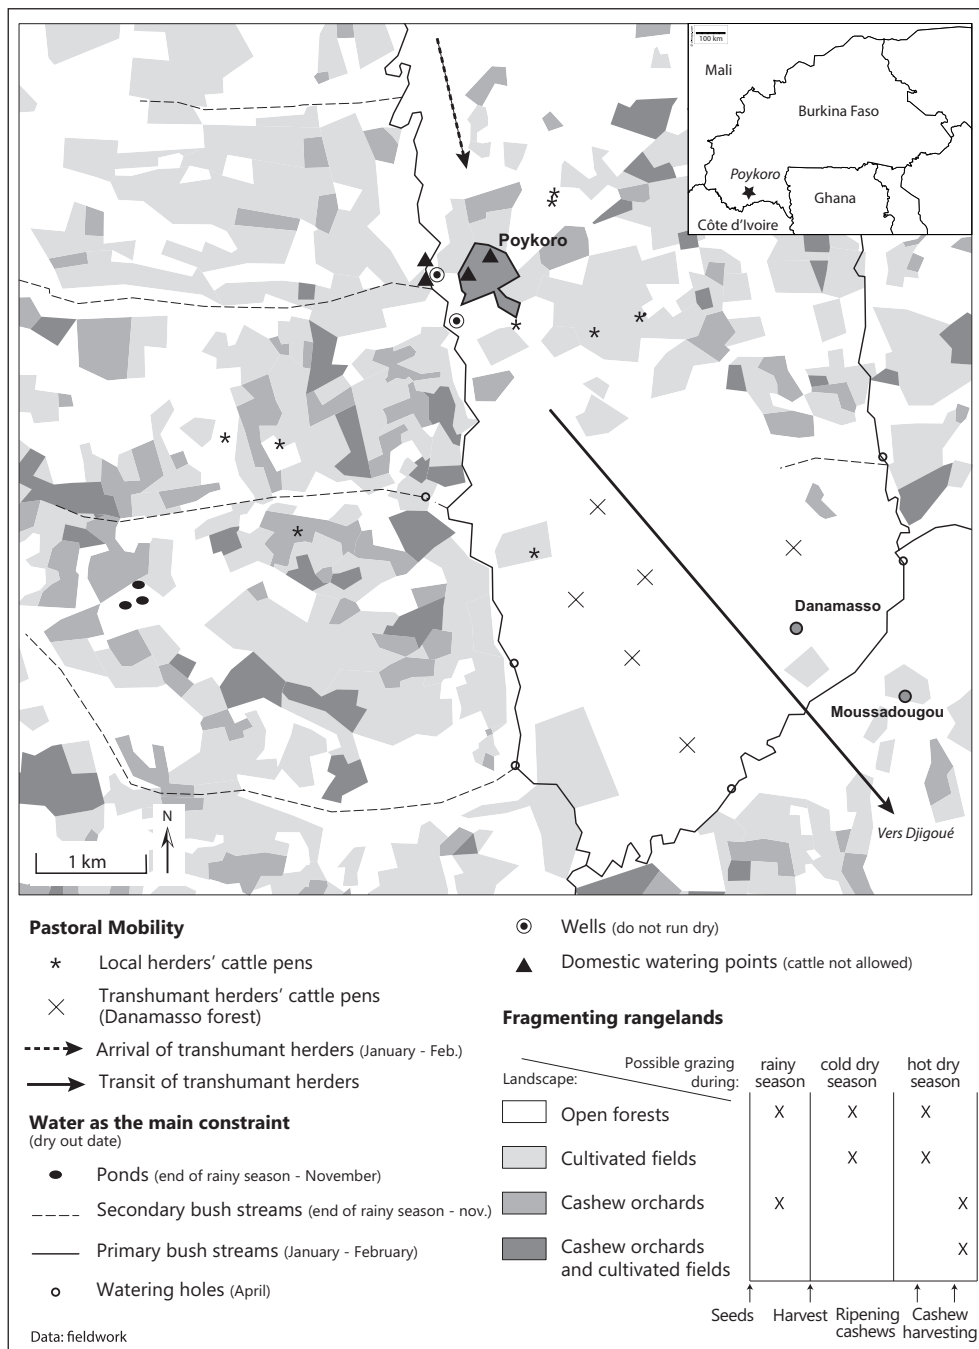 100 km
Mali
Burkina Faso
Poykoro
Ghana
Côte d'Ivoire
Poykoro
Danamasso
Moussadougou
Vers Djigoué
N
1 km
Pastoral Mobility
* Local herders' cattle pens
Transhumant herders' cattle pens
(Danamasso forest)
Arrival of transhumant herders (January - Feb.)
Transit of transhumant herders
Water as the main constraint
(dry out date)
Ponds (end of rainy season - November)
Secondary bush streams (end of rainy season - nov.)
Primary bush streams (January - February)
Watering holes (April)
Data: fieldwork
Wells (do not run dry)
Domestic watering points (cattle not allowed)
Fragmenting rangelands
Landscape:
Possible grazing
during:
rainy
season
cold dry
season
hot dry
season
Open forests X X X
Cultivated fields X X
Cashew orchards X X
Cashew orchards
and cultivated fields X
Seeds
Harvest
Ripening
cashews
Cashew
harvesting